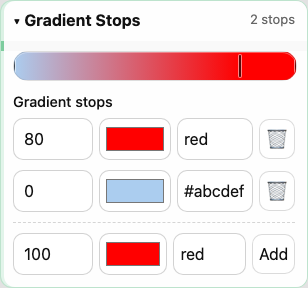 ▾ Gradient Stops 2 stops
Gradient stops
80 red
0 #abcdef
100 red Add